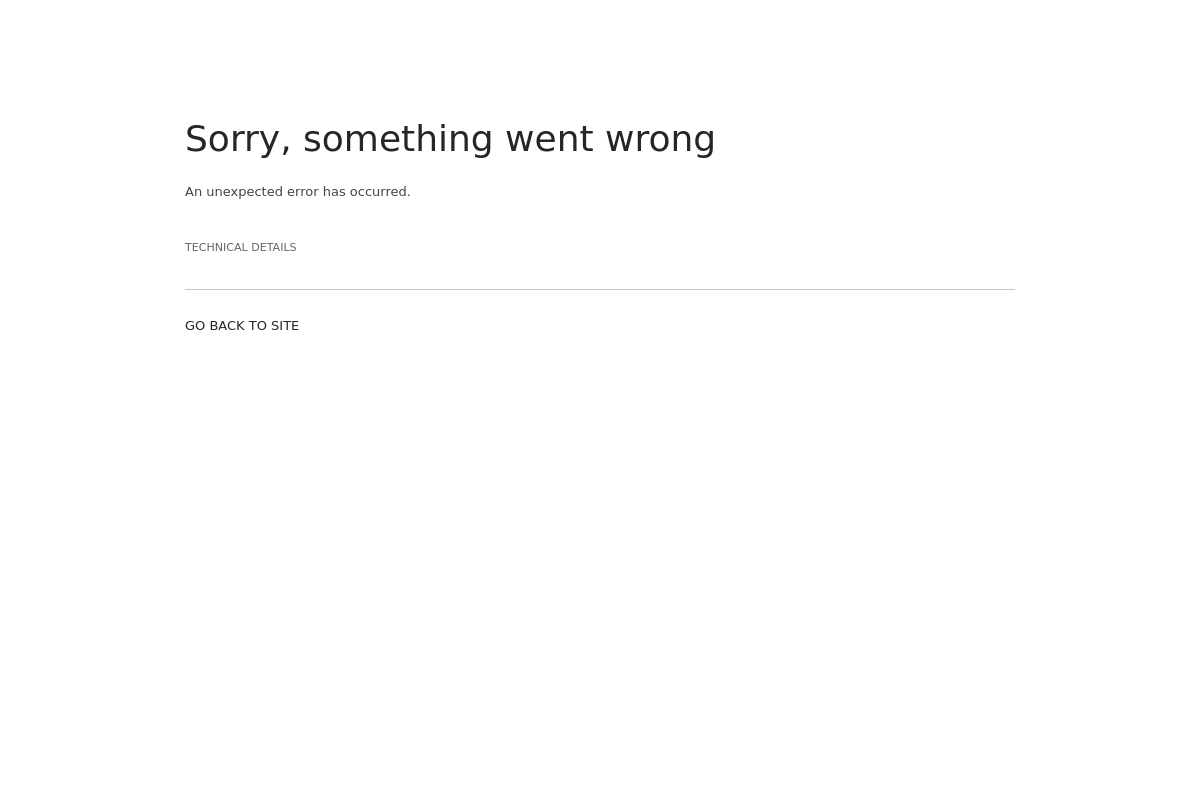 Sorry, something went wrong
An unexpected error has occurred.
TECHNICAL DETAILS
GO BACK TO SITE